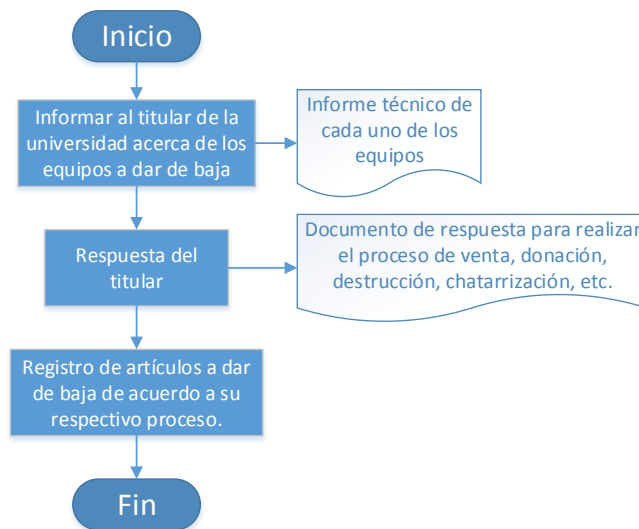 Inicio
Informar al titular de la
universidad acerca de los
equipos a dar de baja
Informe técnico de
cada uno de los
equipos
Respuesta del
titular
Documento de respuesta para realizar
el proceso de venta, donación,
destrucción, chatarrización, etc.
Registro de artículos a dar
de baja de acuerdo a su
respectivo proceso.
Fin